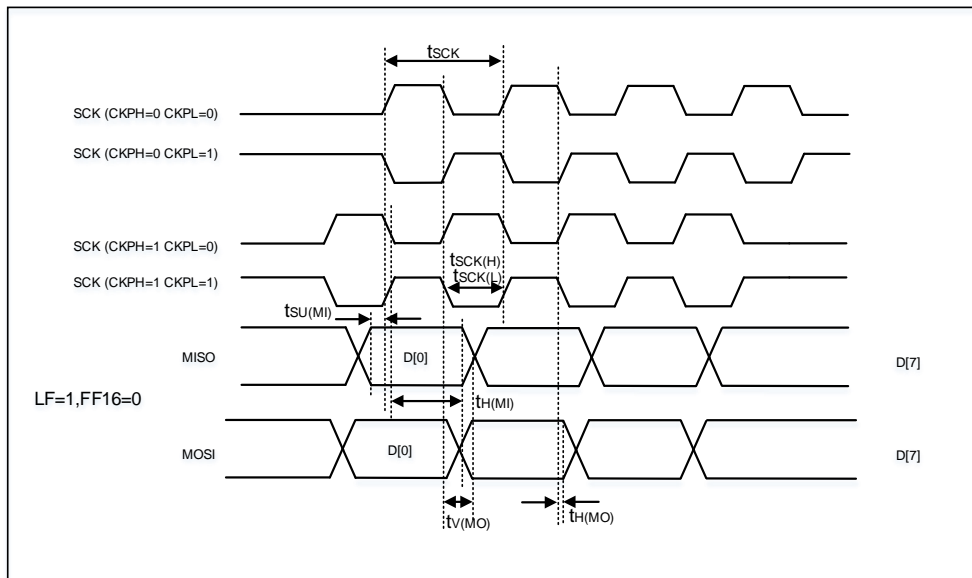 tSCK
SCK (CKPH=0 CKPL=0)
SCK (CKPH=0 CKPL=1)
SCK (CKPH=1 CKPL=0)
tSCK(H)
tSCK(L)
SCK (CKPH=1 CKPL=1)
tSU(MI)
MISO
D[0]
D[7]
LF=1,FF16=0
tH(MI)
MOSI
D[0]
D[7]
tV(MO)
tH(MO)